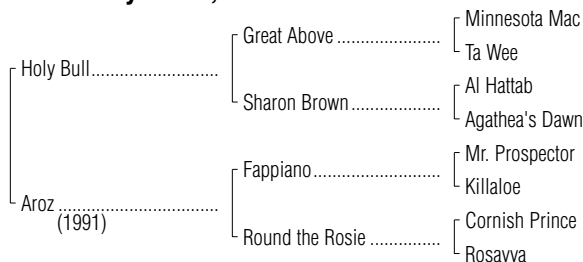 Minnesota Mac
Great Above
Ta Wee
Holy Bull
Al Hattab
Sharon Brown
Agathea's Dawn
Mr. Prospector
Fappiano
Killaloe
Aroz
(1991)
Cornish Prince
Round the Rosie
Rosavya